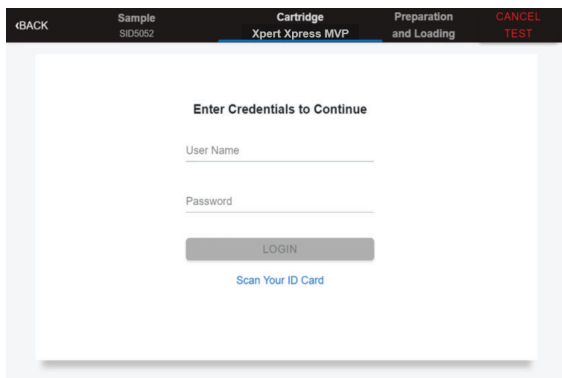 ‹BACK
Sample
SID5052
Cartridge
Xpert Xpress MVP
Preparation
and Loading
CANCEL
TEST
Enter Credentials to Continue
User Name
Password
LOGIN
Scan Your ID Card